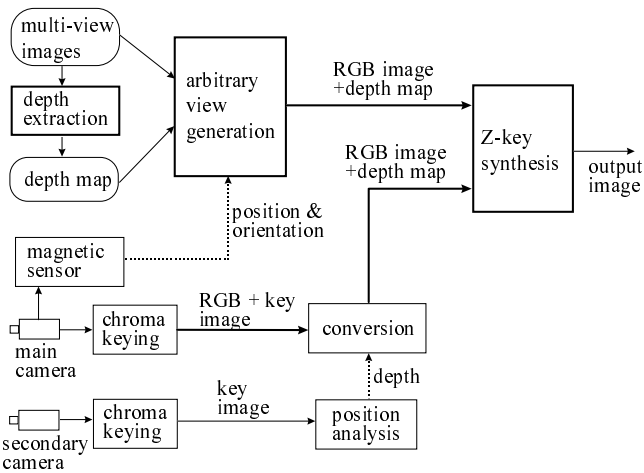 multi-view
images
depth
extraction
depth map
arbitrary
view
generation
RGB image
+depth map
RGB image
+depth map
Z-key
synthesis
output
image
position &
orientation
magnetic
sensor
main
camera
chroma
keying
RGB + key
image
conversion
depth
secondary
camera
chroma
keying
key
image
position
analysis